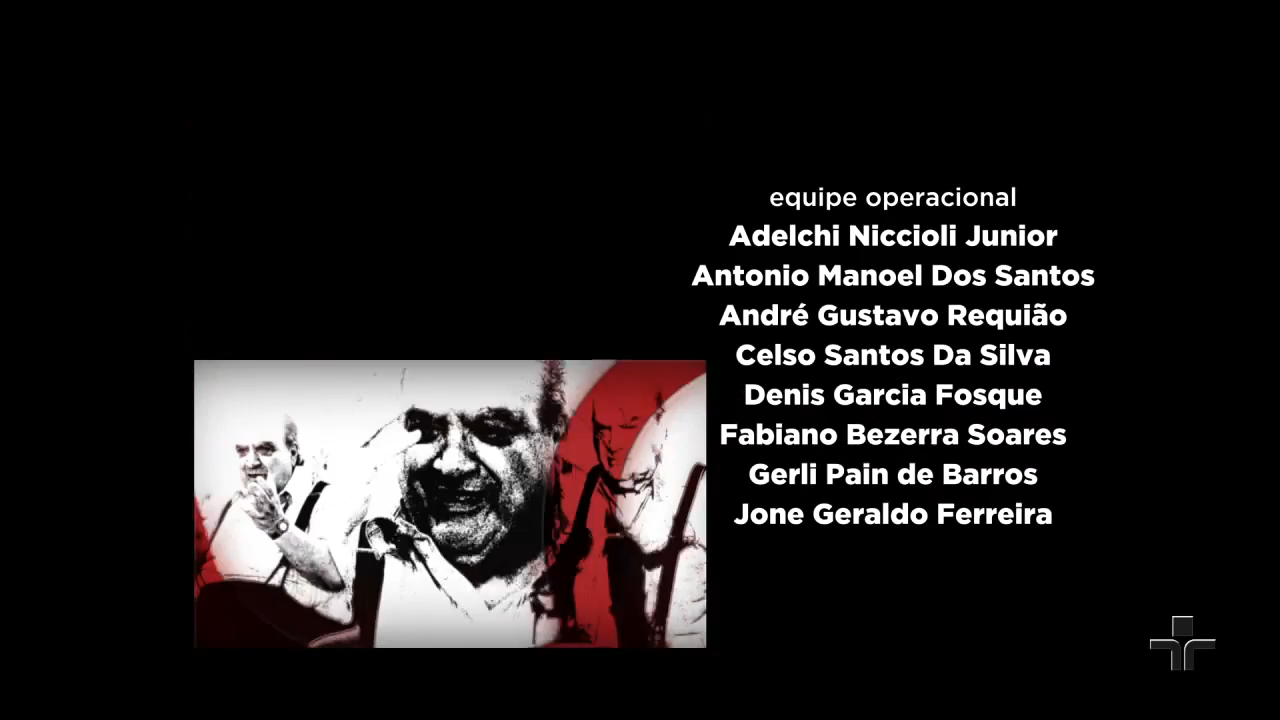 equipe operacional
Adelchi Niccioli Junior
Antonio Manoel Dos Santos
André Gustavo Requião
Celso Santos Da Silva
Denis Garcia Fosque
Fabiano Bezerra Soares
Gerli Pain de Barros
Jone Geraldo Ferreira